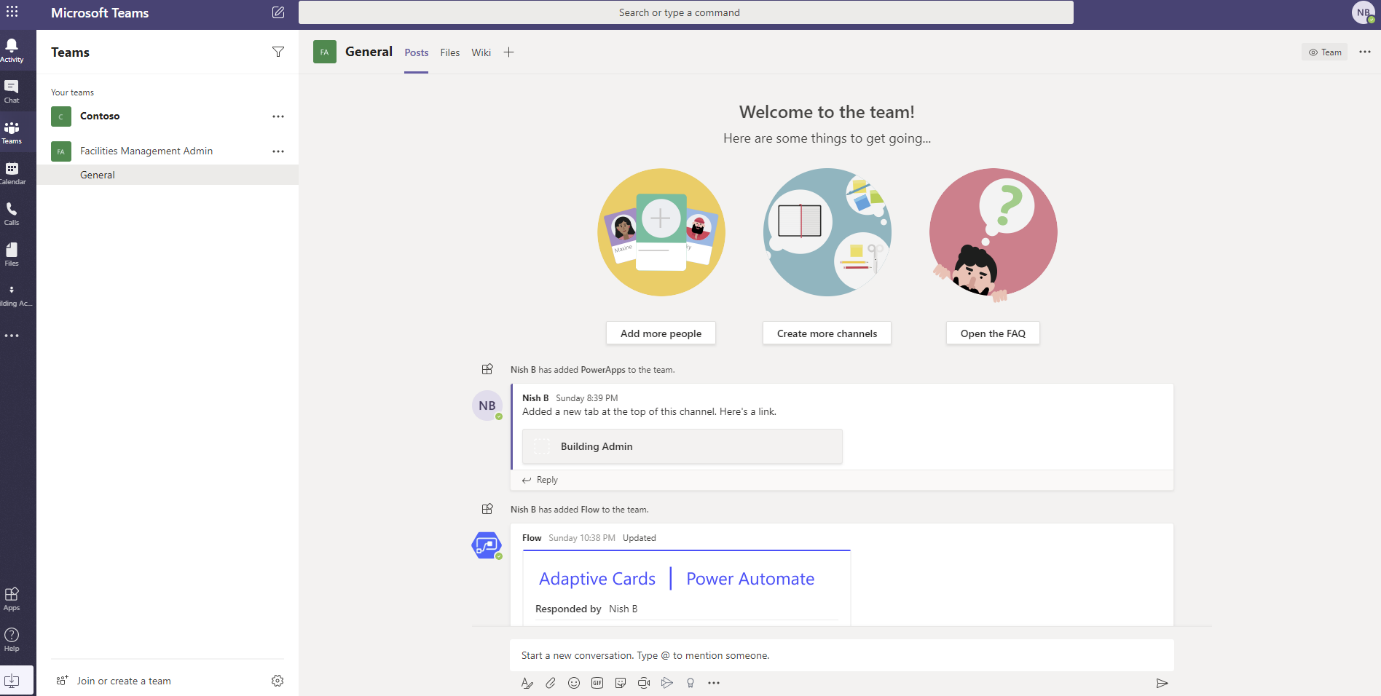 Microsoft Teams
Search or type a command
NB
Activity
Chat
Teams
Calendar
Calls
Files
ilding Ac...
Apps
Help
Teams
Your teams
C Contoso
FA Facilities Management Admin
General
Join or create a team
FA General Posts Files Wiki
Team
Welcome to the team!
Here are some things to get going...
Maxine
Add more people
Create more channels
Open the FAQ
Nish B has added PowerApps to the team.
NB
Nish B Sunday 8:39 PM
Added a new tab at the top of this channel. Here's a link.
Building Admin
Reply
Nish B has added Flow to the team.
Flow Sunday 10:38 PM Updated
Adaptive Cards | Power Automate
Responded by Nish B
Start a new conversation. Type @ to mention someone.
GIF